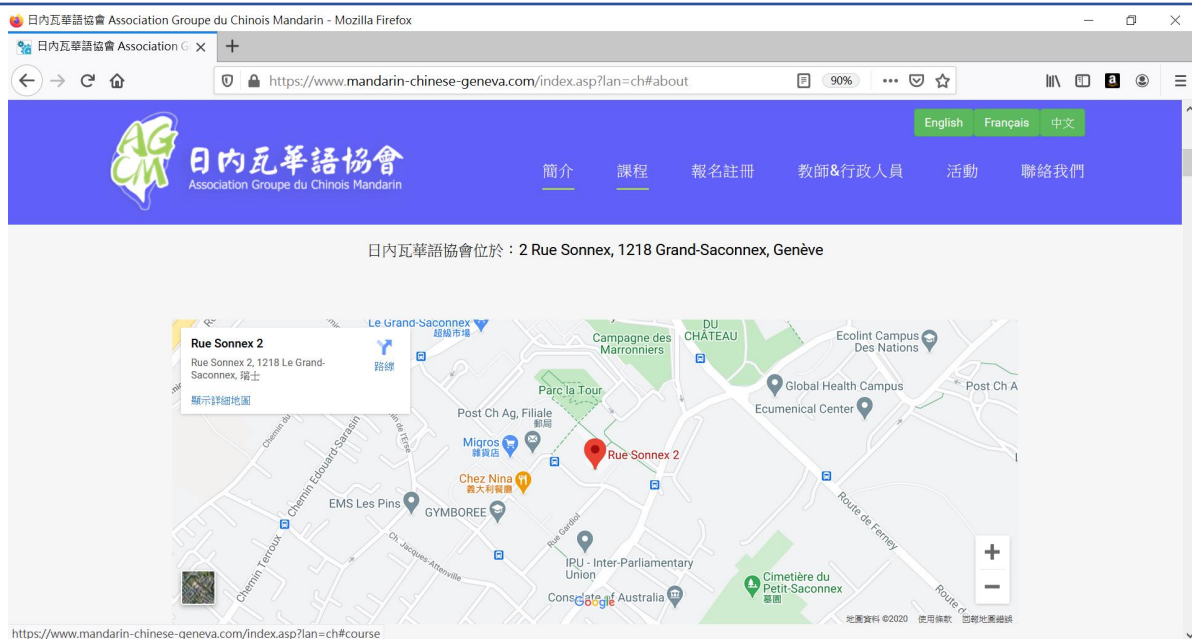 日內瓦華語協會 Association Groupe du Chinois Mandarin - Mozilla Firefox
日內瓦華語協會 Association G
https://www.mandarin-chinese-geneva.com/index.asp?lan=ch#about
90%
English Français 中文
AGCM
日內瓦華語協會
Association Groupe du Chinois Mandarin
簡介 課程 報名註冊 教師&行政人員 活動 聯絡我們
日內瓦華語協會位於：2 Rue Sonnex, 1218 Grand-Saconnex, Genève
Rue Sonnex 2
Rue Sonnex 2, 1218 Le Grand-
Saconnex, 瑞士
顯示詳細地圖
路線
Le Grand-Saconnex
超級市場
Campagne des
Marronniers
DU
CHÂTEAU
Ecolint Campus
Des Nations
Parc la Tour
Global Health Campus
Post Ch A
Ecumenical Center
Post Ch Ag, Filiale
郵局
Migros
雜貨店
Rue Sonnex 2
Chez Nina
義大利餐廳
Chemin du
Chemin Edouard-Sarasin
in de l'Erse
EMS Les Pins
GYMBOREE
Rue Gardiol
Ch. Jacques-Attenville
Chemin Terroux
Route de Ferney
IPU - Inter-Parliamentary
Union
Cimetière du
Petit-Saconnex
墓園
Consulate of Australia
Google
Route d
地圖資料 ©2020 使用條款 回報地圖錯誤
https://www.mandarin-chinese-geneva.com/index.asp?lan=ch#course